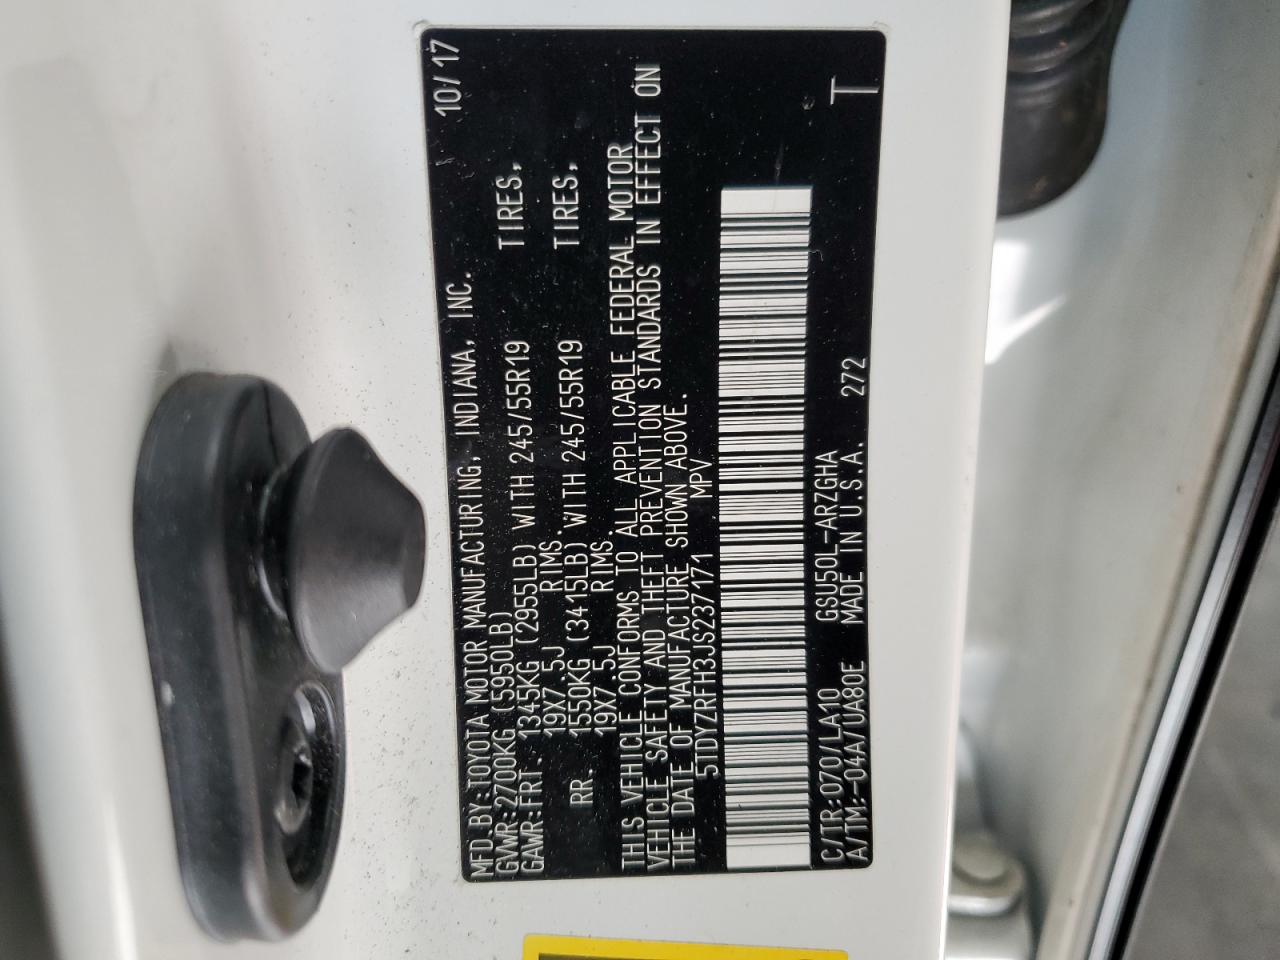 MFD.BY:TOYOTA MOTOR MANUFACTURING, INDIANA, INC. 10/17
GVWR:2700KG (5950LB)
GAWR:FRT. 1345KG (2955LB) WITH 245/55R19 TIRES,
19X7.5J RIMS.
RR. 1550KG (3415LB) WITH 245/55R19 TIRES,
19X7.5J RIMS.
THIS VEHICLE CONFORMS TO ALL APPLICABLE FEDERAL MOTOR
VEHICLE SAFETY AND THEFT PREVENTION STANDARDS IN EFFECT ON
THE DATE OF MANUFACTURE SHOWN ABOVE.
5TDYZRFH3JS237171 MPV
C/TR:070/LA10 GSU50L-ARZGHA T
A/TM:-04A/UA80E MADE IN U.S.A. 272